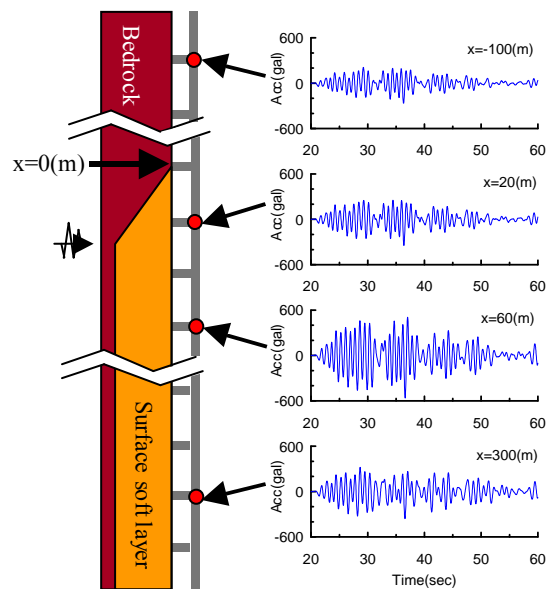 Bedrock
x=0(m)
Surface soft layer
x=-100(m)
Acc(gal)
600
0
-600
20 30 40 50 60
x=20(m)
Acc(gal)
600
0
-600
20 30 40 50 60
x=60(m)
Acc(gal)
600
0
-600
20 30 40 50 60
x=300(m)
Acc(gal)
600
0
-600
20 30 40 50 60
Time(sec)